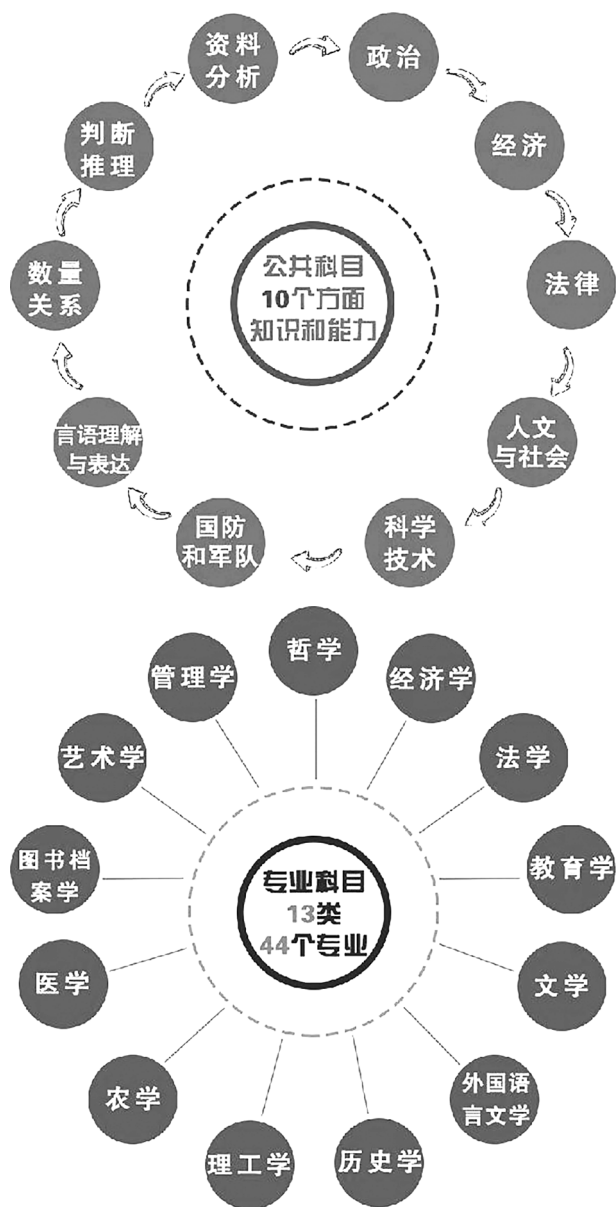 资料
分析
政治
经济
法律
人文
与社会
科学
技术
国防
和军队
言语理解
与表达
数量
关系
判断
推理
公共科目
10个方面
知识和能力
哲学
经济学
法学
教育学
文学
外国语
言文学
历史学
理工学
农学
医学
图书档
案学
艺术学
管理学
专业科目
13类
44个专业